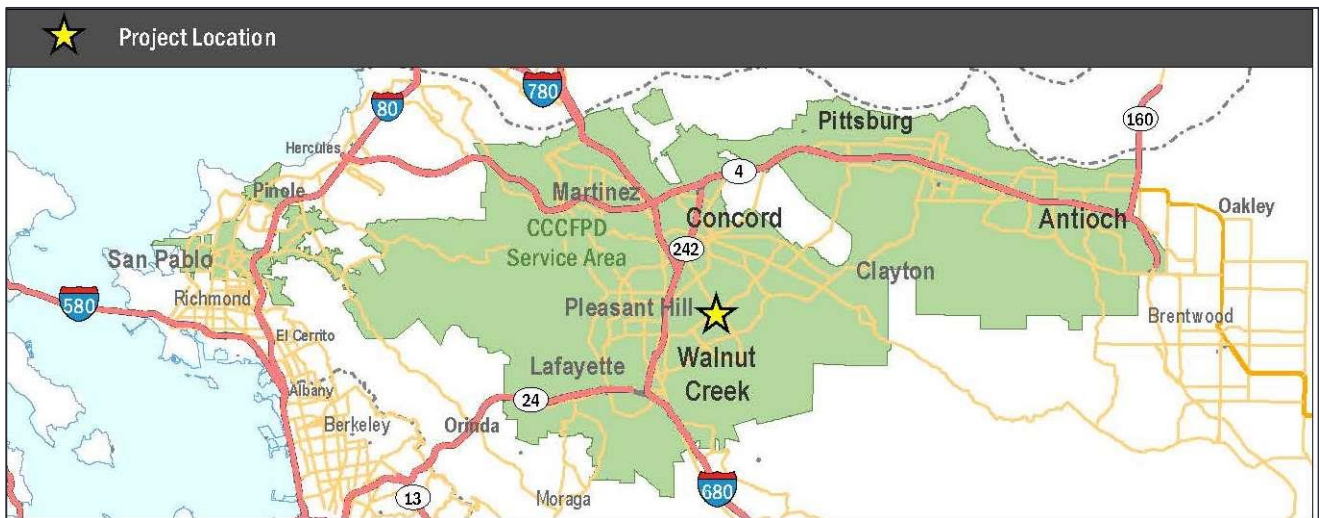 Project Location
780
80
160
Pittsburg
Hercules
4
Pinole
Martinez
Oakley
Concord
Antioch
CCCFPD
Service Area
242
San Pablo
Clayton
Richmond
580
Pleasant Hill
Brentwood
El Cerrito
Walnut
Creek
Lafayette
Albany
24
Berkeley
Orinda
680
13
Moraga